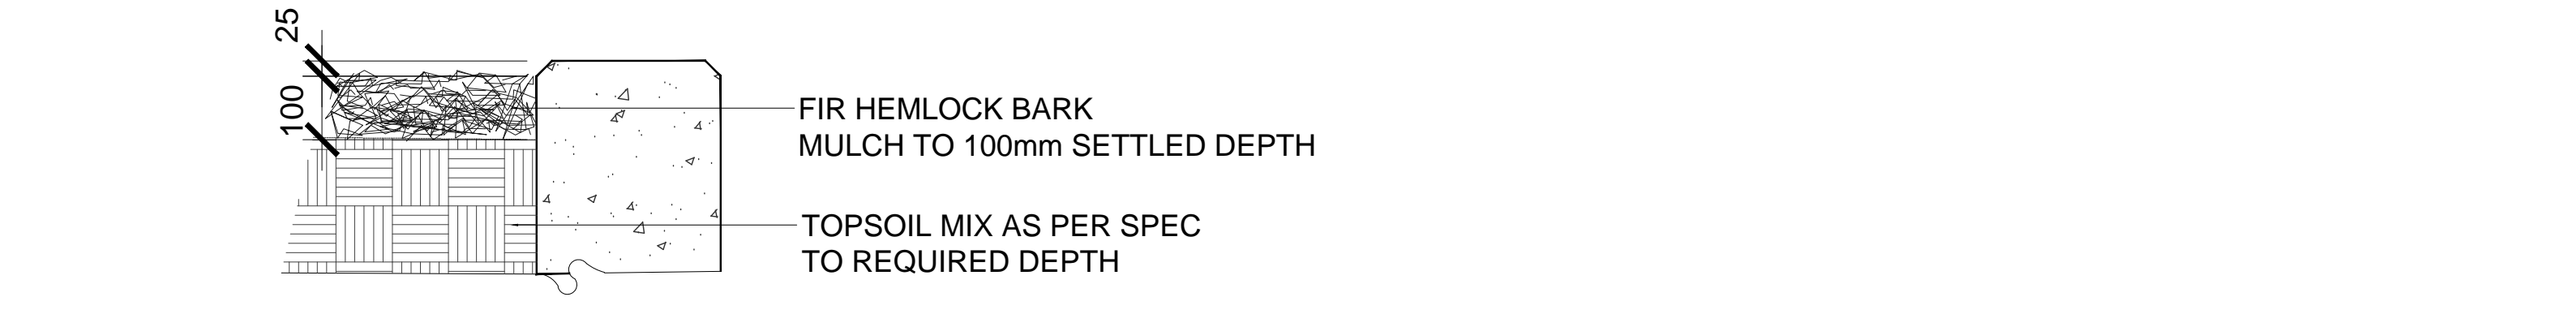 25
100
FIR HEMLOCK BARK
MULCH TO 100mm SETTLED DEPTH
TOPSOIL MIX AS PER SPEC
TO REQUIRED DEPTH